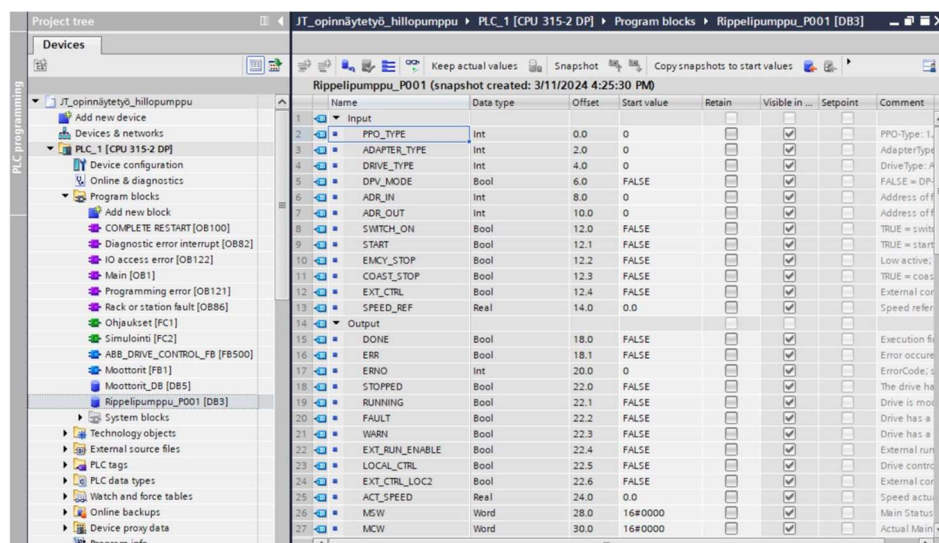 Project tree
JT_opinnäytetyö_hillopumppu ▸ PLC_1 [CPU 315-2 DP] ▸ Program blocks ▸ Rippelipumppu_P001 [DB3]
Devices
PLC programming
Keep actual values Snapshot Copy snapshots to start values
Rippelipumppu_P001 (snapshot created: 3/11/2024 4:25:30 PM)
JT_opinnäytetyö_hillopumppu
Add new device
Devices & networks
PLC_1 [CPU 315-2 DP]
Device configuration
Online & diagnostics
Program blocks
Add new block
COMPLETE RESTART [OB100]
Diagnostic error interrupt [OB82]
IO access error [OB122]
Main [OB1]
Programming error [OB121]
Rack or station fault [OB86]
Ohjaukset [FC1]
Simulointi [FC2]
ABB_DRIVE_CONTROL_FB [FB500]
Moottorit [FB1]
Moottorit_DB [DB5]
Rippelipumppu_P001 [DB3]
System blocks
Technology objects
External source files
PLC tags
PLC data types
Watch and force tables
Online backups
Device proxy data
Program info
Name Data type Offset Start value Retain Visible in ... Setpoint Comment
1 Input
2 PPO_TYPE Int 0.0 0 PPO-Type: 1,
3 ADAPTER_TYPE Int 2.0 0 AdapterType
4 DRIVE_TYPE Int 4.0 0 DriveType: A
5 DPV_MODE Bool 6.0 FALSE FALSE = DP-
6 ADR_IN Int 8.0 0 Address of f
7 ADR_OUT Int 10.0 0 Address of f
8 SWITCH_ON Bool 12.0 FALSE TRUE = swit
9 START Bool 12.1 FALSE TRUE = start
10 EMCY_STOP Bool 12.2 FALSE Low active;
11 COAST_STOP Bool 12.3 FALSE TRUE = coas
12 EXT_CTRL Bool 12.4 FALSE External cor
13 SPEED_REF Real 14.0 0.0 Speed refer
14 Output
15 DONE Bool 18.0 FALSE Execution fi
16 ERR Bool 18.1 FALSE Error occure
17 ERNO Int 20.0 0 ErrorCode; s
18 STOPPED Bool 22.0 FALSE The drive ha
19 RUNNING Bool 22.1 FALSE Drive is mo
20 FAULT Bool 22.2 FALSE Drive has a
21 WARN Bool 22.3 FALSE Drive has a
22 EXT_RUN_ENABLE Bool 22.4 FALSE External run
23 LOCAL_CTRL Bool 22.5 FALSE Drive contro
24 EXT_CTRL_LOC2 Bool 22.6 FALSE External cor
25 ACT_SPEED Real 24.0 0.0 Speed actu
26 MSW Word 28.0 16#0000 Main Status
27 MCW Word 30.0 16#0000 Actual Main